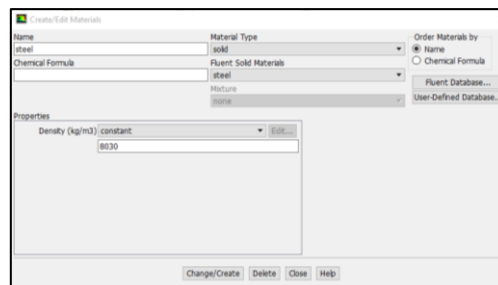 Create/Edit Materials
Name
steel
Material Type
solid
Order Materials by
Name
Chemical Formula
Chemical Formula
Fluent Solid Materials
steel
Mixture
none
Fluent Database...
User-Defined Database...
Properties
Density (kg/m3) constant Edit...
8030
Change/Create Delete Close Help